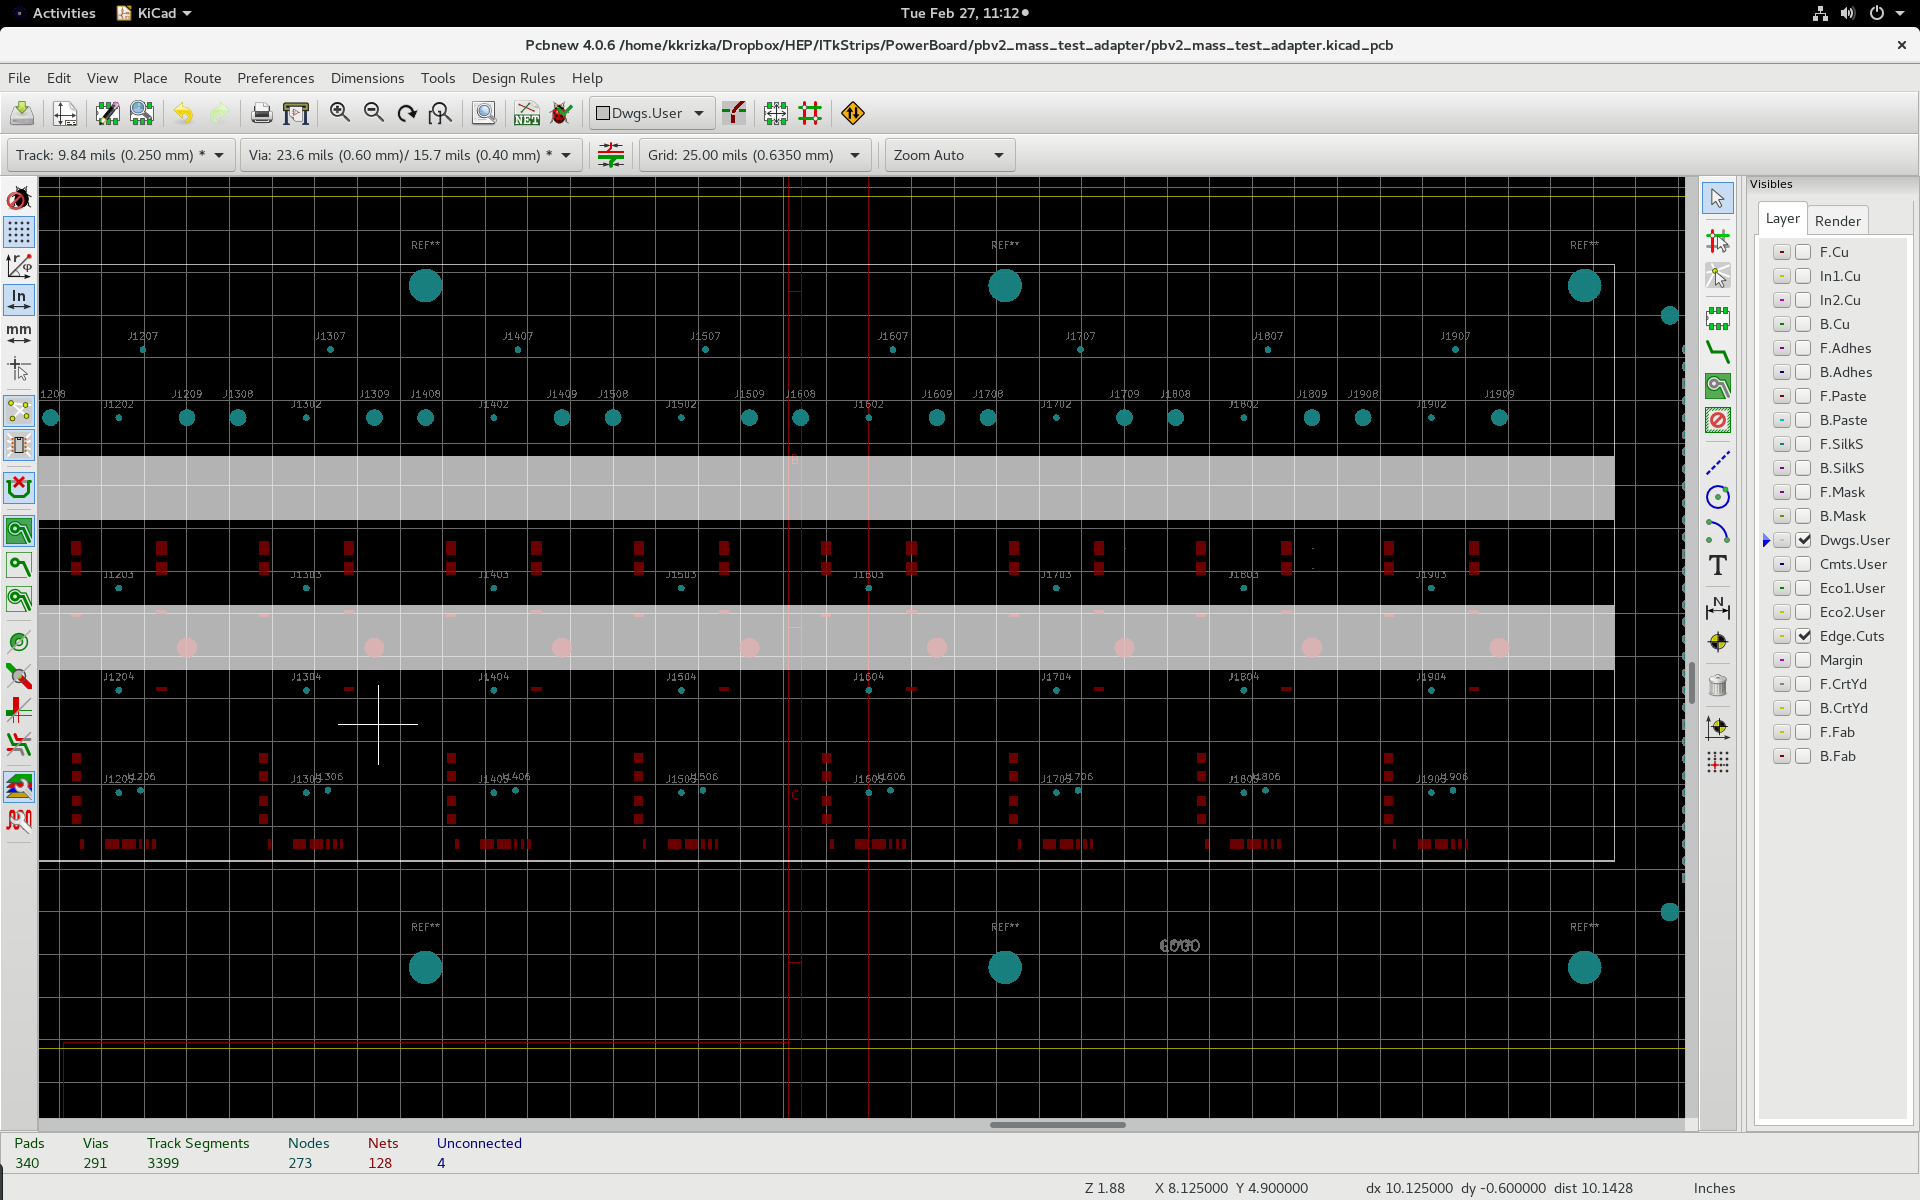 Activities KiCad Tue Feb 27, 11:12
Pcbnew 4.0.6 /home/kkrizka/Dropbox/HEP/ITkStrips/PowerBoard/pbv2_mass_test_adapter/pbv2_mass_test_adapter.kicad_pcb
File Edit View Place Route Preferences Dimensions Tools Design Rules Help
NET Dwgs.User
Track: 9.84 mils (0.250 mm) * Via: 23.6 mils (0.60 mm)/ 15.7 mils (0.40 mm) * Grid: 25.00 mils (0.6350 mm) Zoom Auto
Visibles
Layer Render
In
mm
T
N
F.Cu
In1.Cu
In2.Cu
B.Cu
F.Adhes
B.Adhes
F.Paste
B.Paste
F.SilkS
B.SilkS
F.Mask
B.Mask
Dwgs.User
Cmts.User
Eco1.User
Eco2.User
Edge.Cuts
Margin
F.CrtYd
B.CrtYd
F.Fab
B.Fab
REF** REF** REF**
J1207 J1307 J1407 J1507 J1607 J1707 J1807 J1907
1208 J1209 J1308 J1309 J1408 J1409 J1508 J1509 J1608 J1609 J1708 J1709 J1808 J1809 J1908 J1909
J1202 J1302 J1402 J1502 J1602 J1702 J1802 J1902
B
J1203 J1303 J1403 J1503 J1603 J1703 J1803 J1903
J1204 J1304 J1404 J1504 J1604 J1704 J1804 J1904
J1205 J1206 J1305 J1306 J1405 J1406 J1505 J1506 J1605 J1606 J1705 J1706 J1805 J1806 J1905 J1906
C
REF** REF** REF**
Pads Vias Track Segments Nodes Nets Unconnected
340 291 3399 273 128 4
Z 1.88 X 8.125000 Y 4.900000 dx 10.125000 dy -0.600000 dist 10.1428 Inches